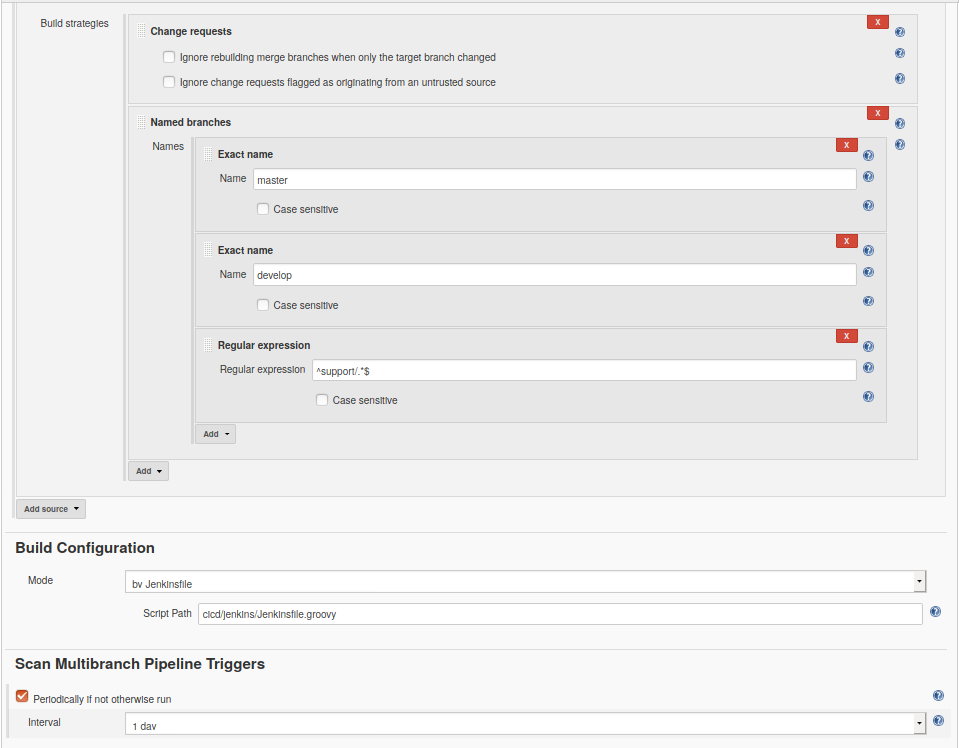 Build strategies
Change requests
X
Ignore rebuilding merge branches when only the target branch changed
Ignore change requests flagged as originating from an untrusted source
X
Named branches
Names
X
Exact name
Name
master
Case sensitive
X
Exact name
Name
develop
Case sensitive
X
Regular expression
Regular expression
^support/.*$
Case sensitive
Add
Add
Add source
Build Configuration
Mode
by Jenkinsfile
Script Path
cicd/jenkins/Jenkinsfile.groovy
Scan Multibranch Pipeline Triggers
Periodically if not otherwise run
Interval
1 day